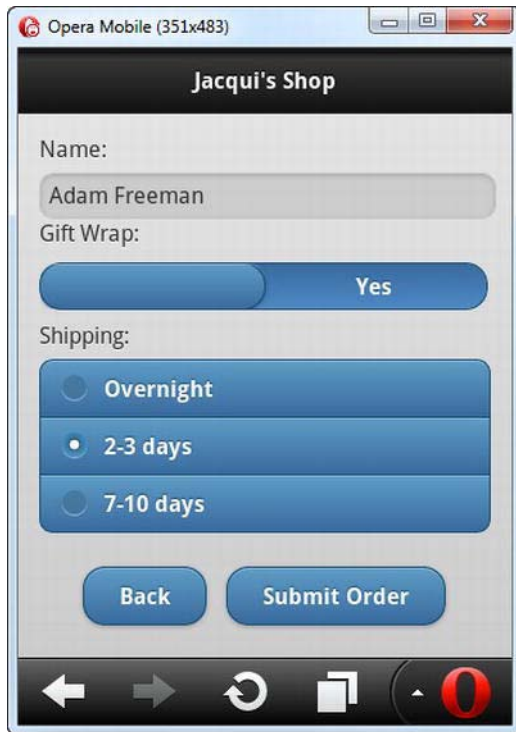 Opera Mobile (351x483)
Jacqui's Shop
Name:
Adam Freeman
Gift Wrap:
Yes
Shipping:
Overnight
2-3 days
7-10 days
Back
Submit Order